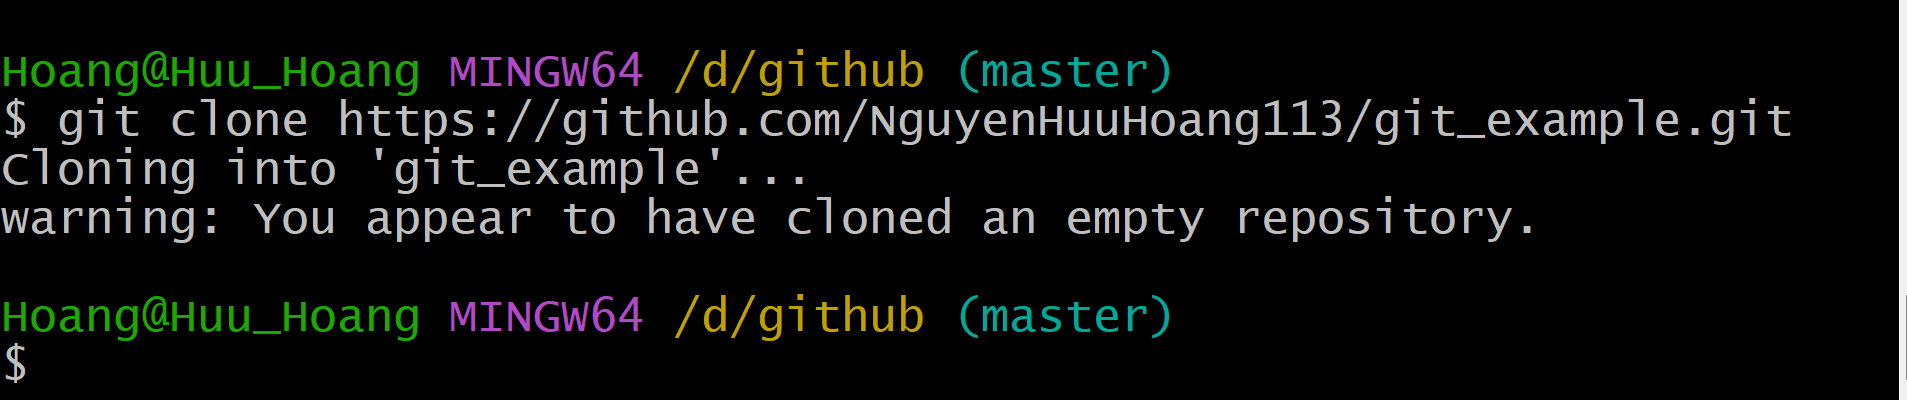 Hoang@Huu_Hoang MINGW64 /d/github (master)
$ git clone https://github.com/NguyenHuuHoang113/git_example.git
Cloning into 'git_example'...
warning: You appear to have cloned an empty repository.
Hoang@Huu_Hoang MINGW64 /d/github (master)
$